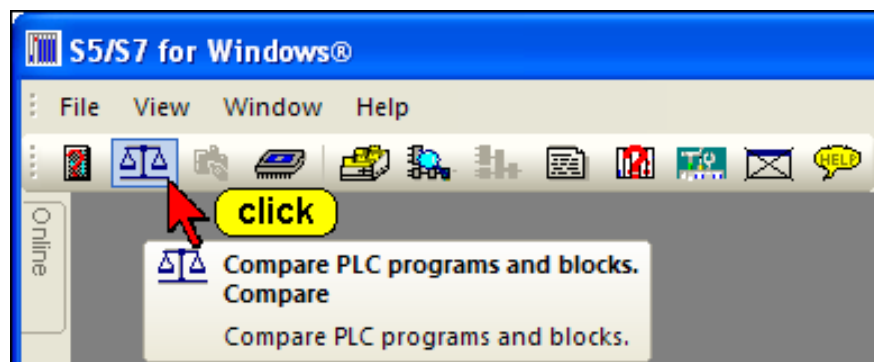 S5/S7 for Windows®
File View Window Help
HELP
click
Online
Compare PLC programs and blocks.
Compare
Compare PLC programs and blocks.